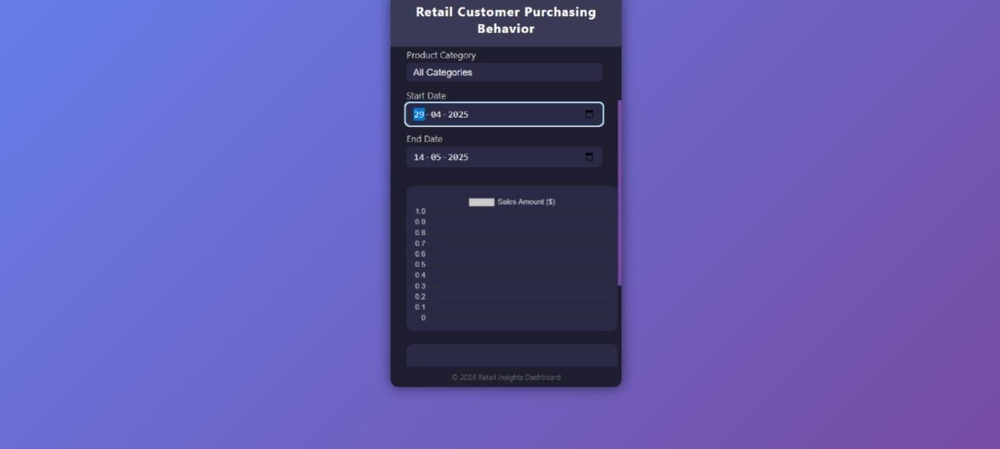 Retail Customer Purchasing
Behavior
Product Category
All Categories
Start Date
29-04-2025
End Date
14-05-2025
Sales Amount ($)
1.0
0.9
0.8
0.7
0.6
0.5
0.4
0.3
0.2
0.1
0
© 2024 Retail Insights Dashboard